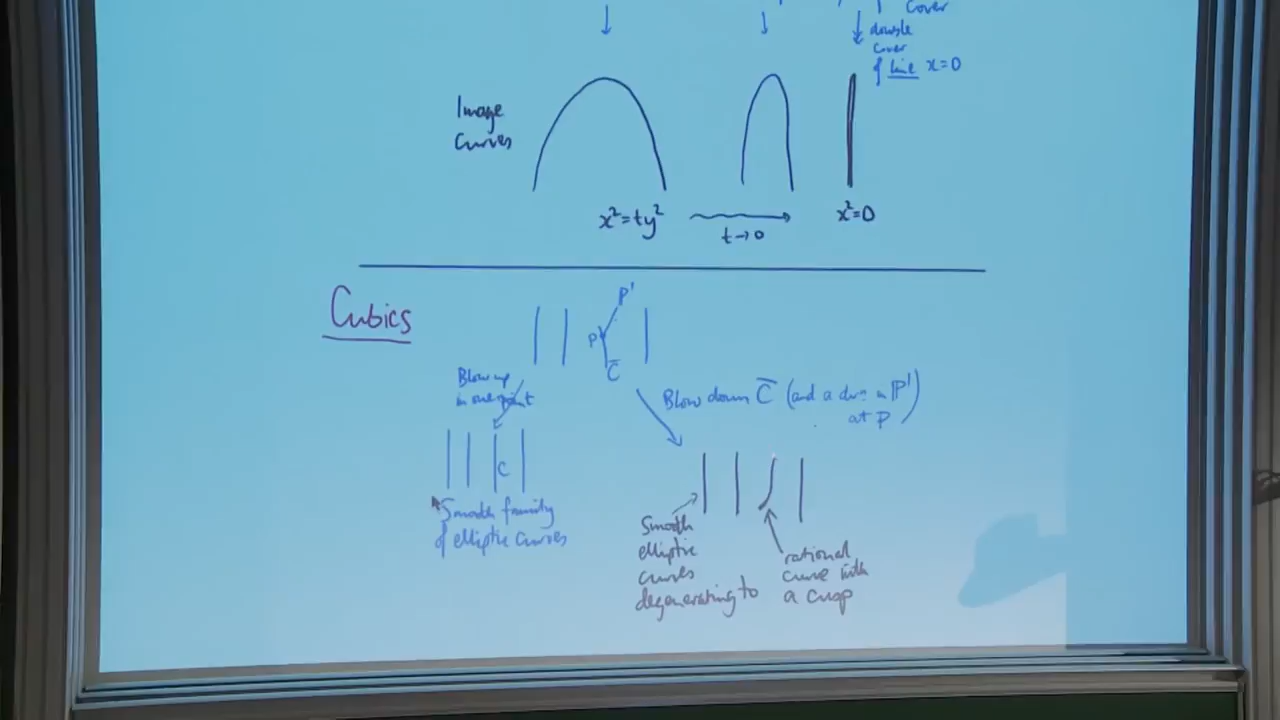 Cover
double
cover
of line x=0
Image
Curves
x²=ty²
t→0
x²=0
Cubics
P'
P
C̅
Blow up
in one point
Blow down C̅ (and a in P')
at P
C
Smooth family
of elliptic curves
Smooth
elliptic
curves
degenerating to
rational
curve with
a cusp